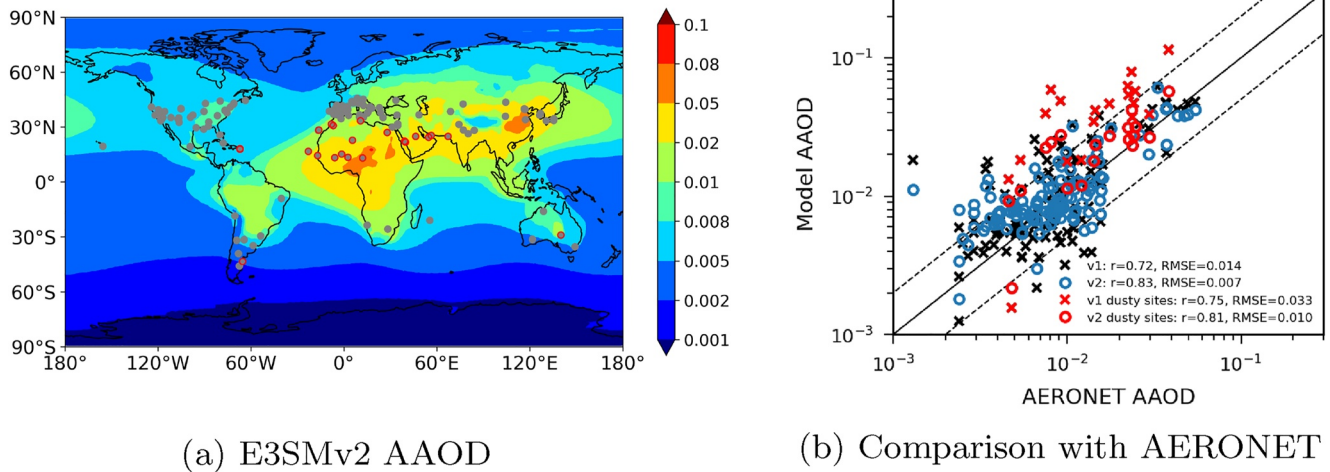 90°N
60°N
30°N
0°
30°S
60°S
90°S
180°
120°W
60°W
0°
60°E
120°E
180°
0.1
0.08
0.05
0.02
0.01
0.008
0.005
0.002
0.001
(a) E3SMv2 AAOD
Model AAOD
10⁻¹
10⁻²
10⁻³
v1: r=0.72, RMSE=0.014
v2: r=0.83, RMSE=0.007
v1 dusty sites: r=0.75, RMSE=0.033
v2 dusty sites: r=0.81, RMSE=0.010
10⁻³
10⁻²
10⁻¹
AERONET AAOD
(b) Comparison with AERONET